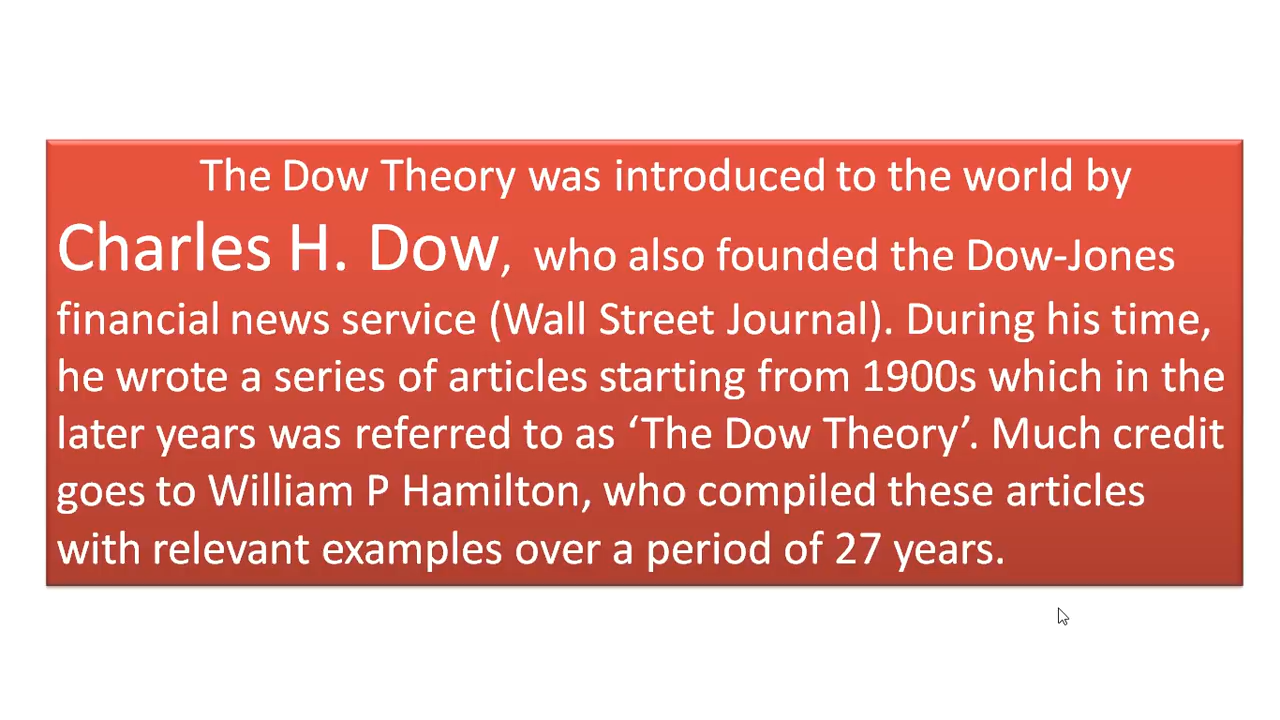 The Dow Theory was introduced to the world by
Charles H. Dow, who also founded the Dow-Jones
financial news service (Wall Street Journal). During his time,
he wrote a series of articles starting from 1900s which in the
later years was referred to as ‘The Dow Theory’. Much credit
goes to William P Hamilton, who compiled these articles
with relevant examples over a period of 27 years.